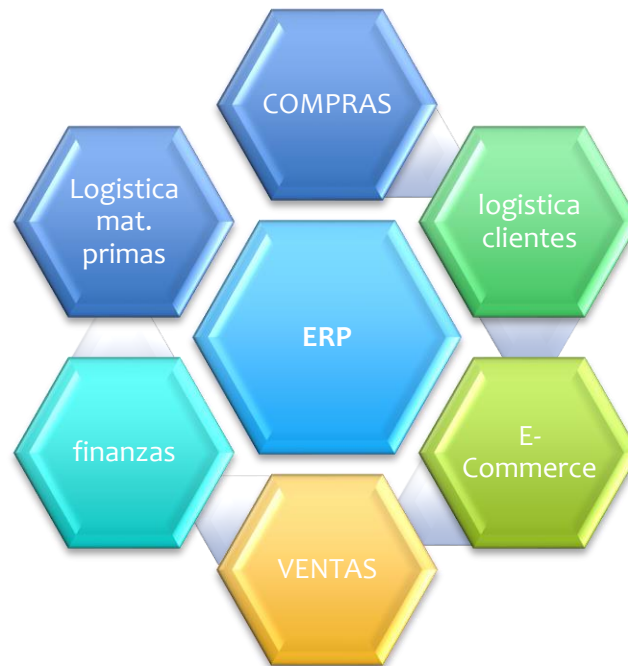 COMPRAS
Logistica
mat.
primas
logistica
clientes
ERP
finanzas
E-
Commerce
VENTAS